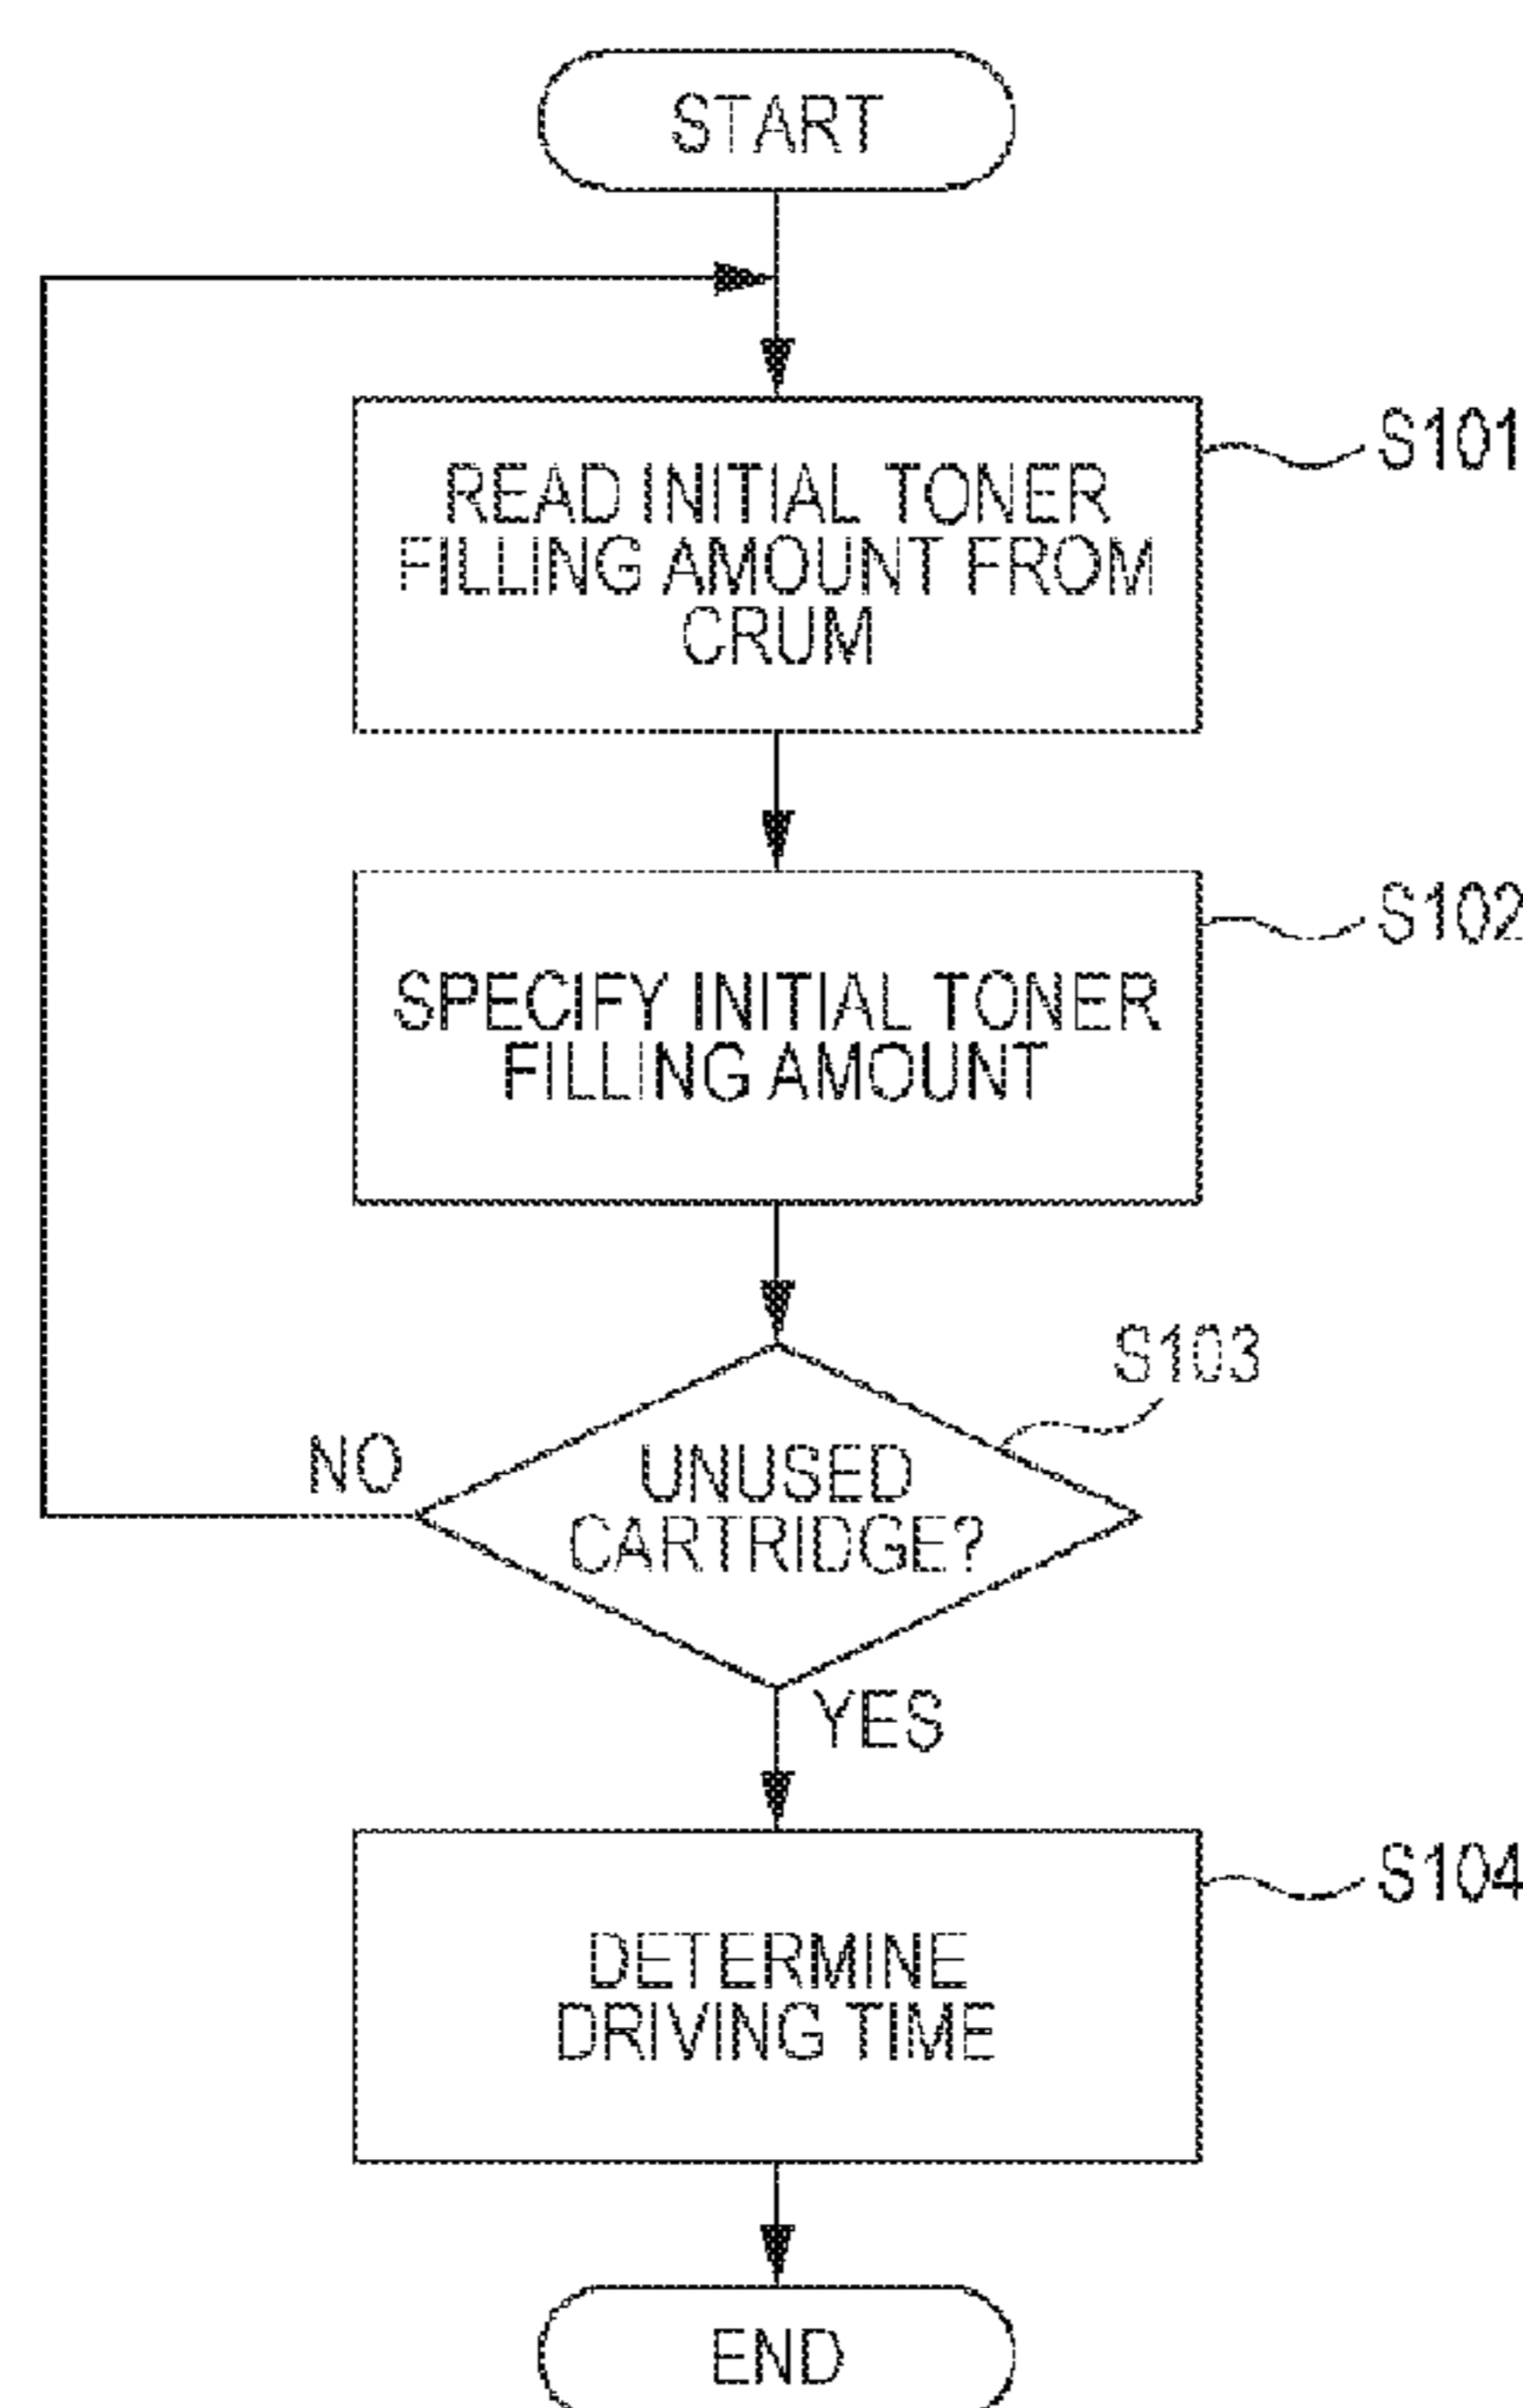 START
READ INITIAL TONER
FILLING AMOUNT FROM
CRUM
S101
SPECIFY INITIAL TONER
FILLING AMOUNT
S102
S103
UNUSED
CARTRIDGE?
NO
YES
DETERMINE
DRIVING TIME
S104
END